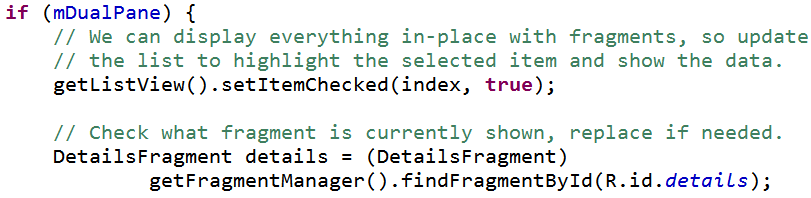 if (mDualPane) {
    // We can display everything in-place with fragments, so update
    // the list to highlight the selected item and show the data.
    getListView().setItemChecked(index, true);

    // Check what fragment is currently shown, replace if needed.
    DetailsFragment details = (DetailsFragment)
            getFragmentManager().findFragmentById(R.id.details);